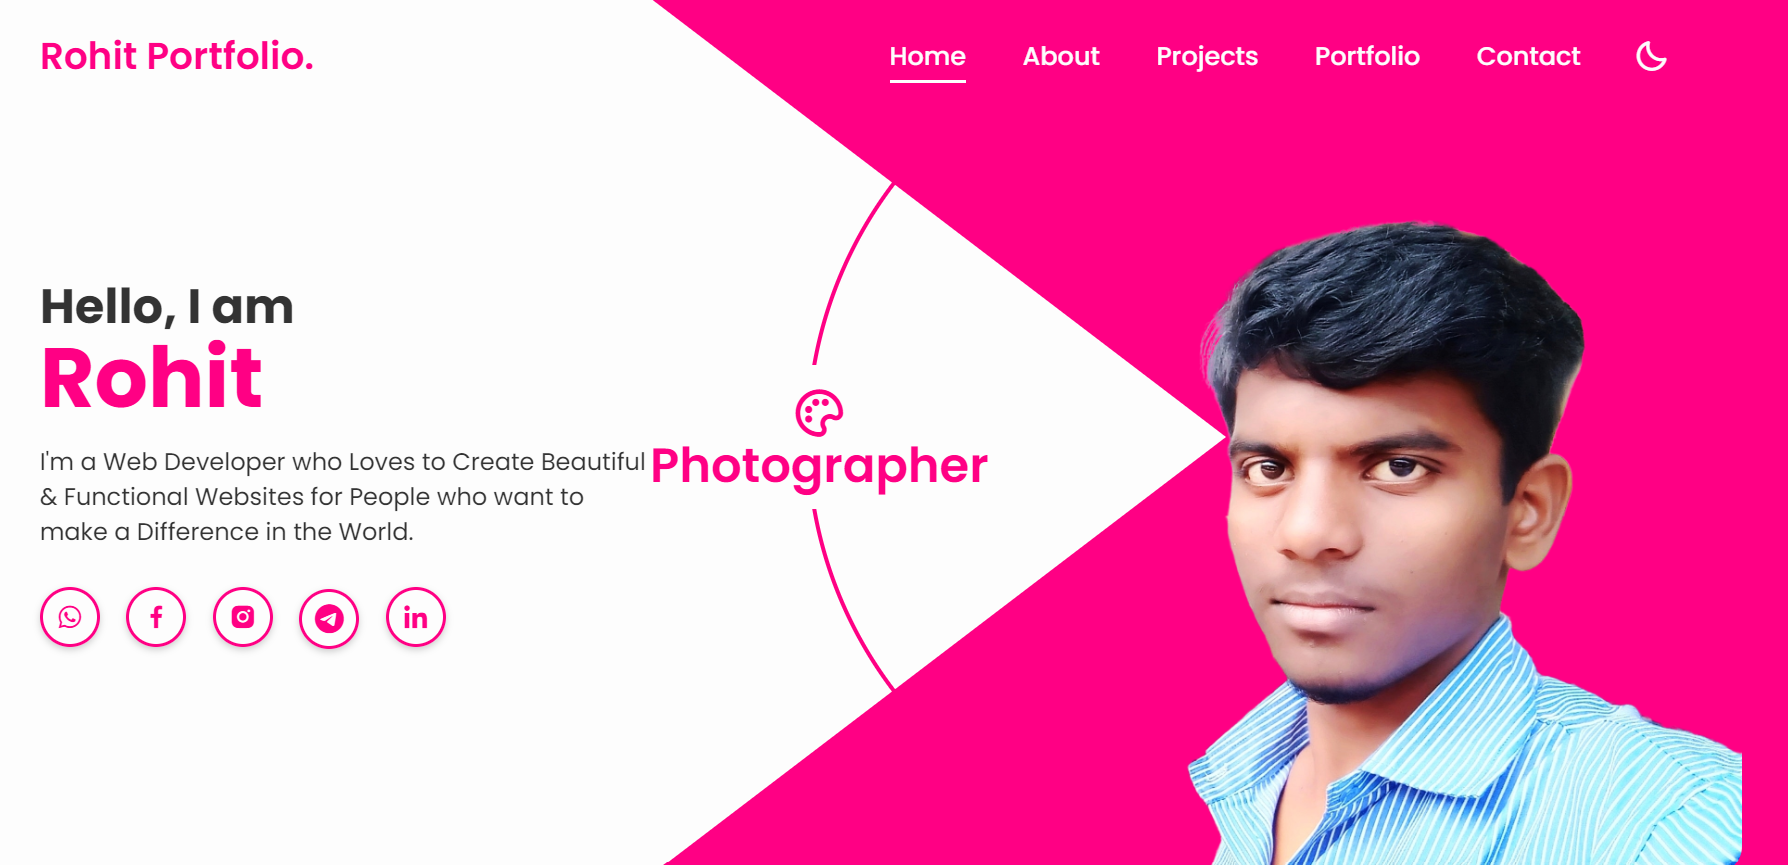 Rohit Portfolio.
Home About Projects Portfolio Contact
Hello, I am
Rohit
I'm a Web Developer who Loves to Create Beautiful
& Functional Websites for People who want to
make a Difference in the World.
Photographer